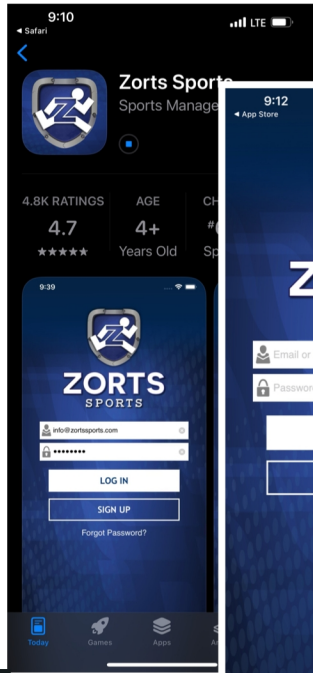 9:10
◄ Safari
LTE
Zorts Sports
Sports Manage
4.8K RATINGS
4.7
★★★★★
AGE
4+
Years Old
CH
#
Sp
9:39
Z
ZORTS
SPORTS
info@zortssports.com
LOG IN
SIGN UP
Forgot Password?
Today
Games
Apps
9:12
◄ App Store
Z
Email or
Password